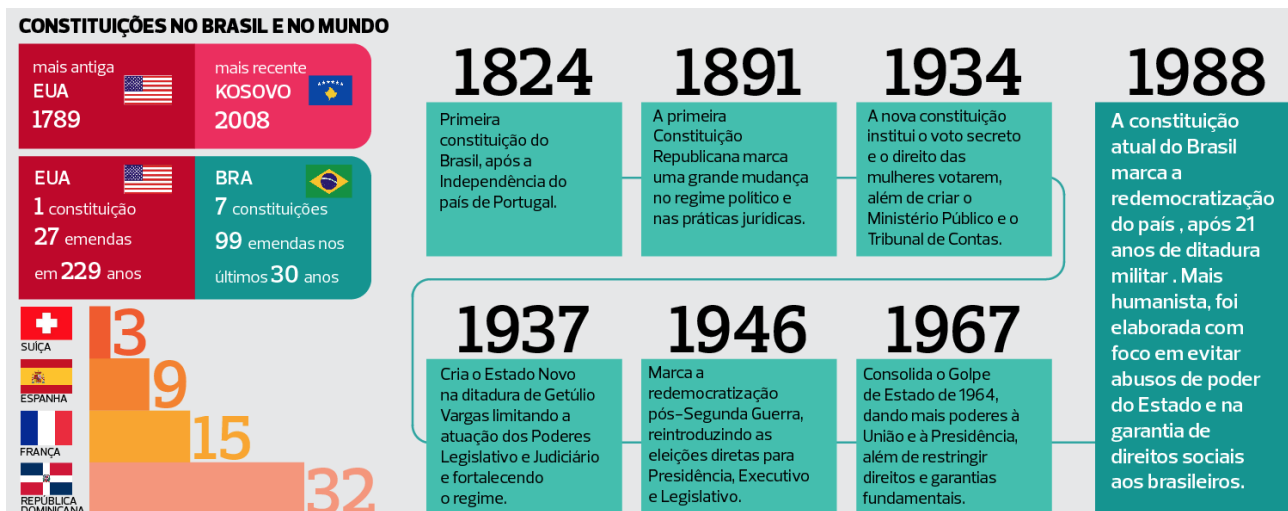 CONSTITUIÇÕES NO BRASIL E NO MUNDO
mais antiga
EUA
1789
mais recente
KOSOVO
2008
EUA
1 constituição
27 emendas
em 229 anos
BRA
7 constituições
99 emendas nos
últimos 30 anos
SUÍÇA
3
ESPANHA
9
FRANÇA
15
REPÚBLICA
DOMINICANA
32
1824
Primeira
constituição do
Brasil, após a
Independência do
país de Portugal.
1891
A primeira
Constituição
Republicana marca
uma grande mudança
no regime político e
nas práticas jurídicas.
1934
A nova constituição
institui o voto secreto
e o direito das
mulheres votarem,
além de criar o
Ministério Público e o
Tribunal de Contas.
1937
Cria o Estado Novo
na ditadura de Getúlio
Vargas limitando a
atuação dos Poderes
Legislativo e Judiciário
e fortalecendo
o regime.
1946
Marca a
redemocratização
pós-Segunda Guerra,
reintroduzindo as
eleições diretas para
Presidência, Executivo
e Legislativo.
1967
Consolida o Golpe
de Estado de 1964,
dando mais poderes à
União e à Presidência,
além de restringir
direitos e garantias
fundamentais.
1988
A constituição
atual do Brasil
marca a
redemocratização
do país , após 21
anos de ditadura
militar . Mais
humanista, foi
elaborada com
foco em evitar
abusos de poder
do Estado e na
garantia de
direitos sociais
aos brasileiros.